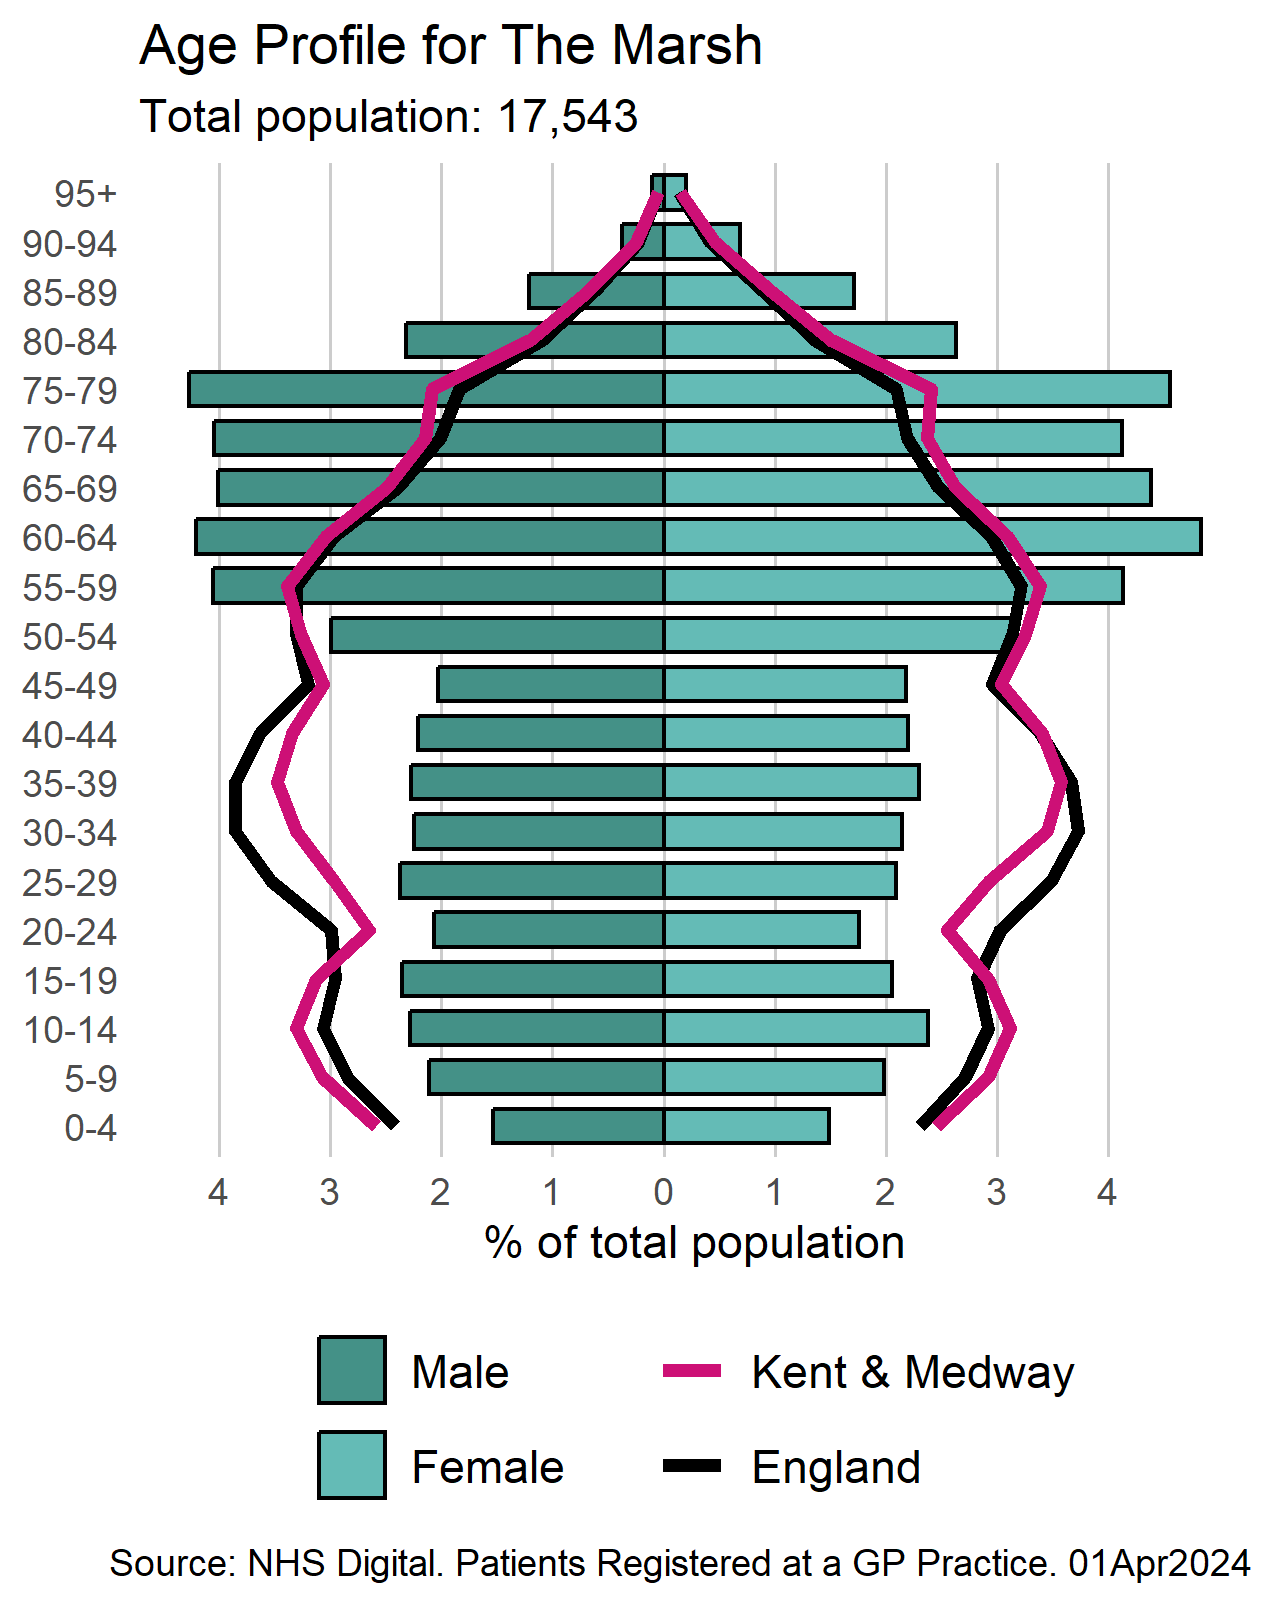 Age Profile for The Marsh
Total population: 17,543
95+
90-94
85-89
80-84
75-79
70-74
65-69
60-64
55-59
50-54
45-49
40-44
35-39
30-34
25-29
20-24
15-19
10-14
5-9
0-4
4 3 2 1 0 1 2 3 4
% of total population
Male Kent & Medway
Female England
Source: NHS Digital. Patients Registered at a GP Practice. 01Apr2024